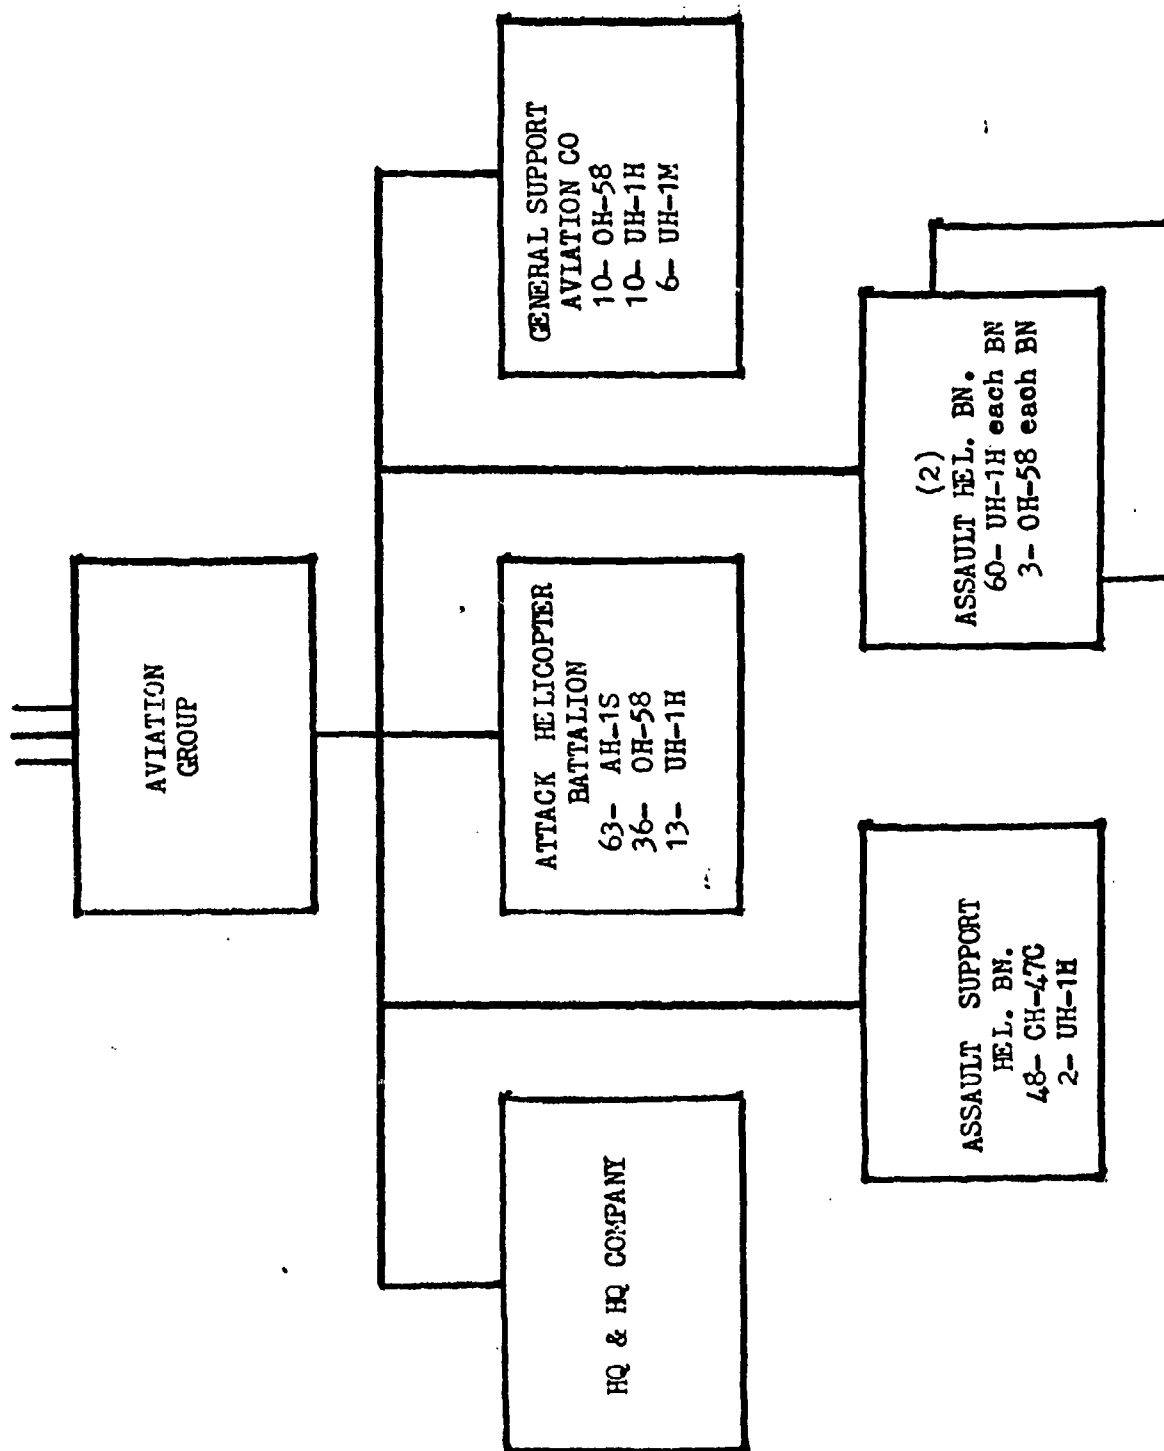 AVIATION
GROUP
HQ & HQ COMPANY
ATTACK HELICOPTER
BATTALION
63- AH-1S
36- OH-58
13- UH-1H
GENERAL SUPPORT
AVIATION CO
10- OH-58
10- UH-1H
6- UH-1M
ASSAULT SUPPORT
HEL. BN.
48- CH-47C
2- UH-1H
(2)
ASSAULT HEL. BN.
60- UH-1H each BN
3- OH-58 each BN